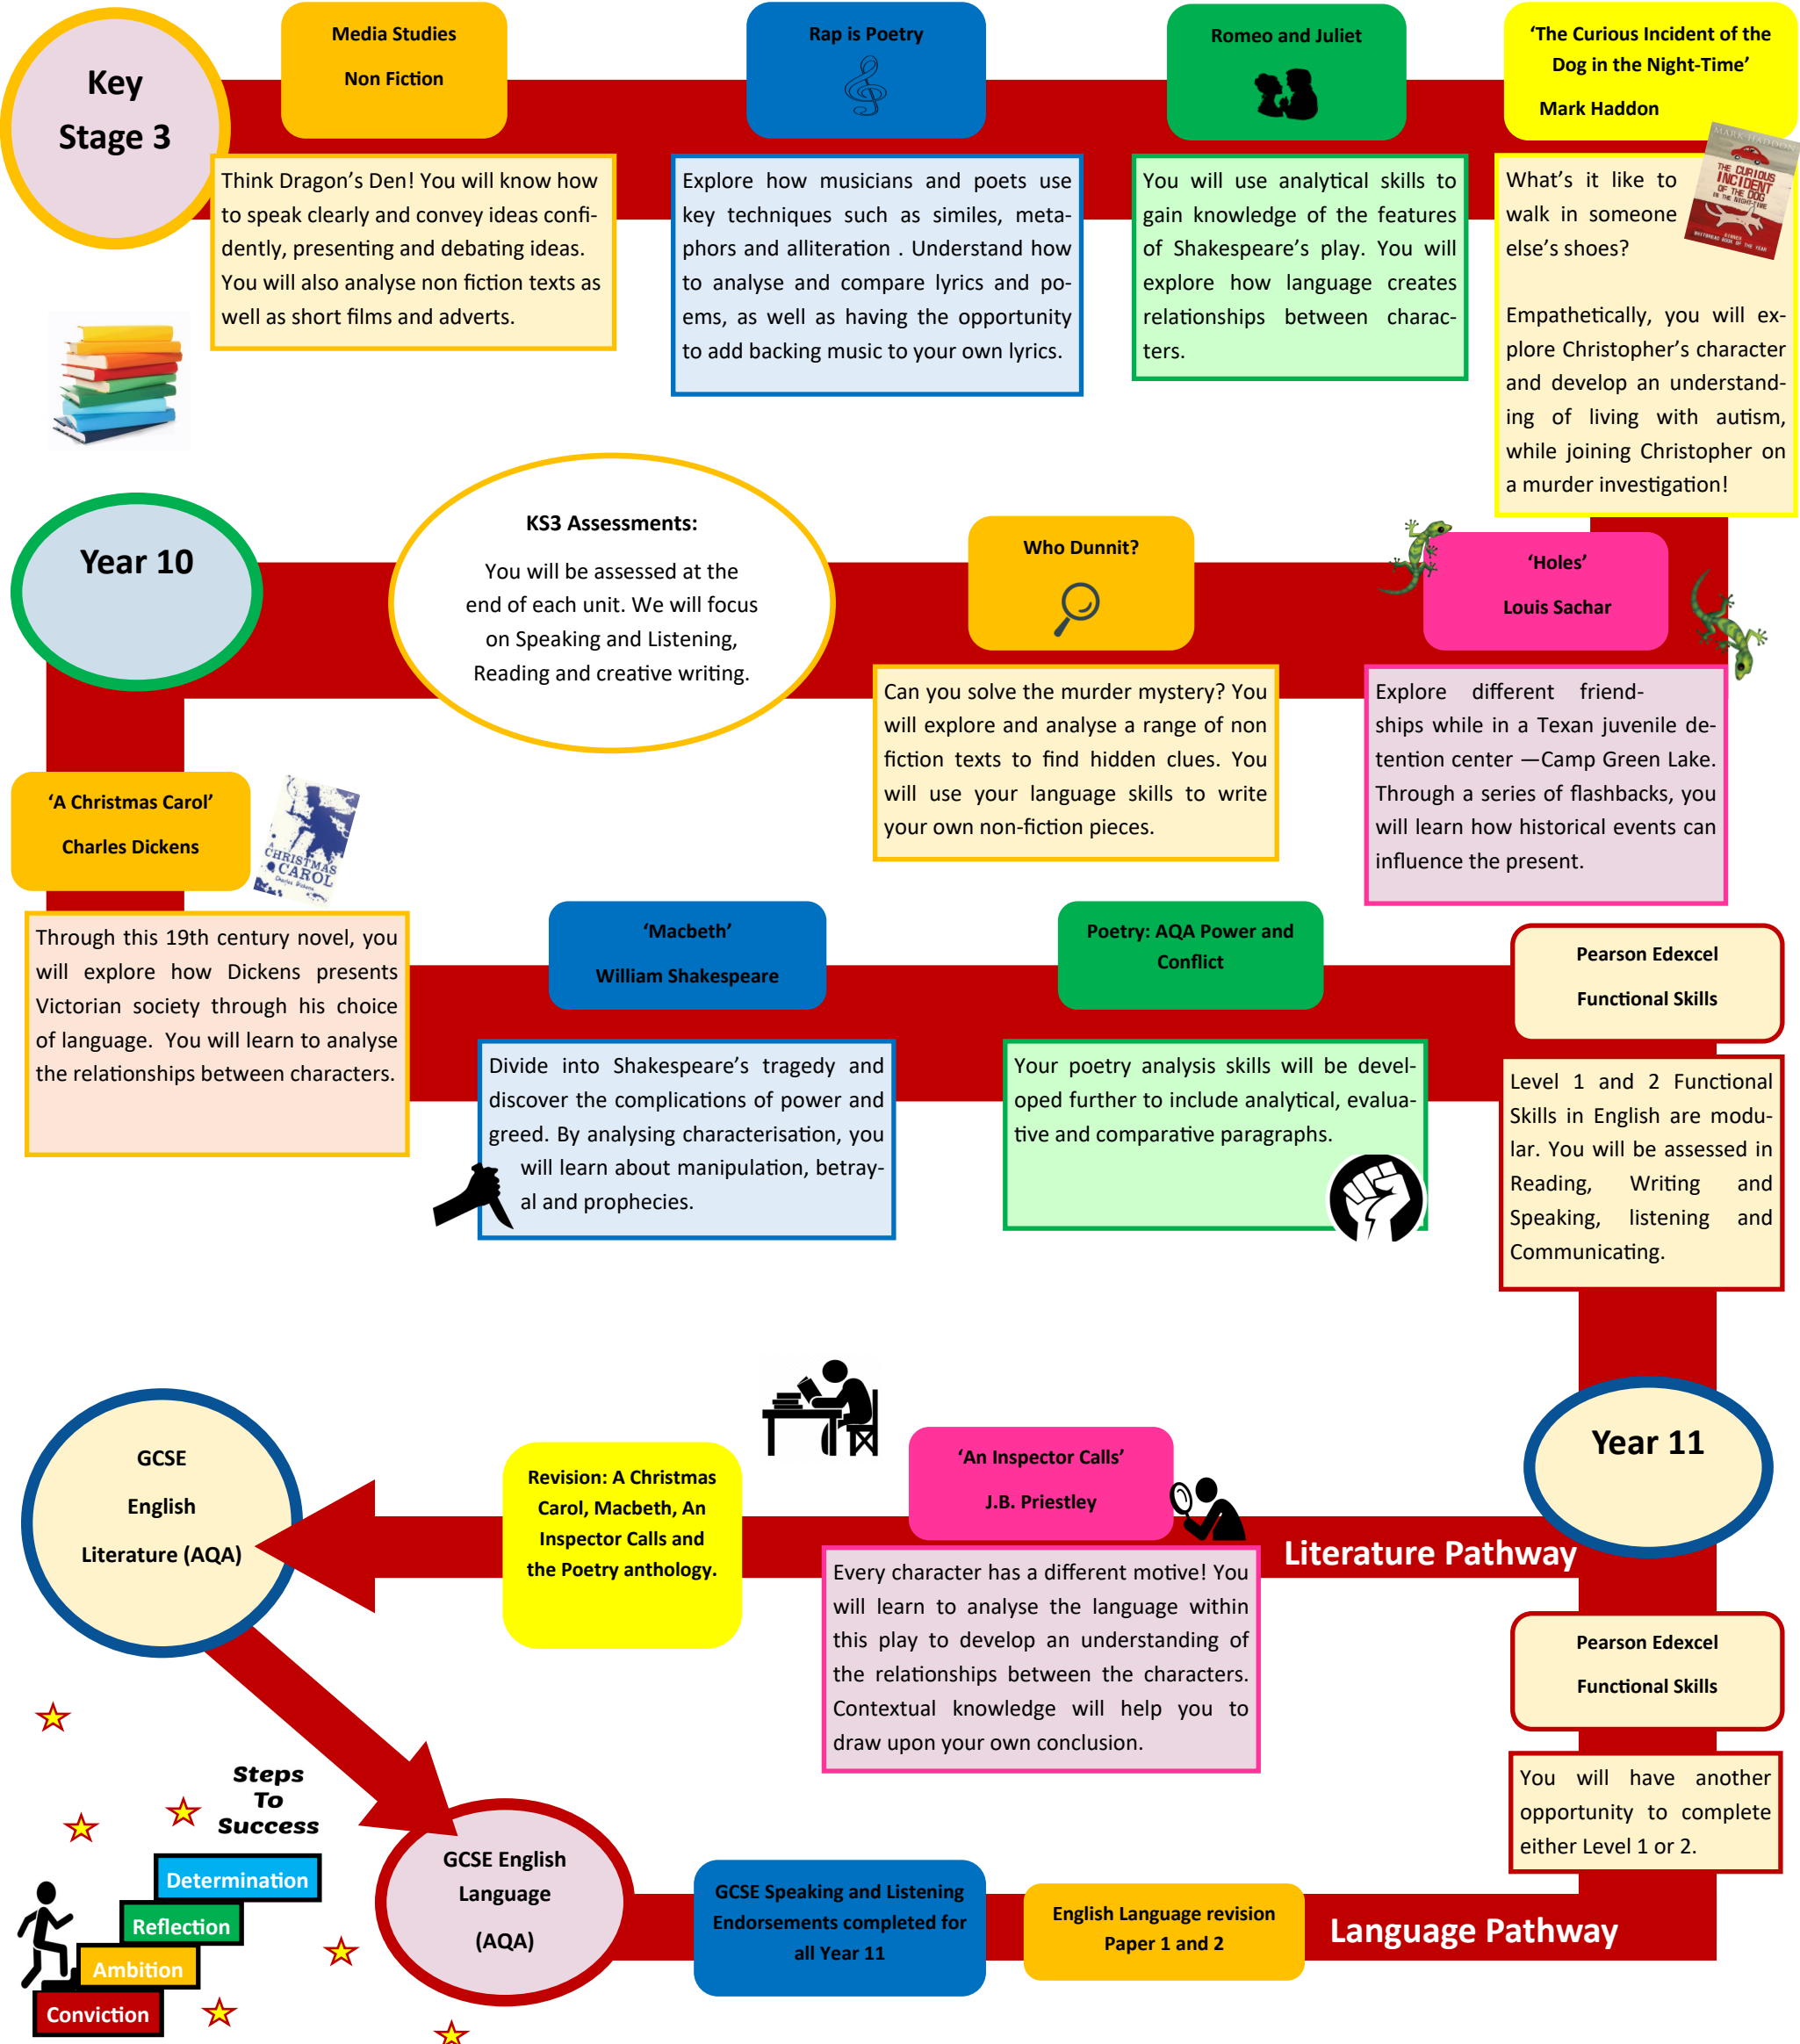 Key
Stage 3
Media Studies
Non Fiction
Think Dragon's Den! You will know how
to speak clearly and convey ideas confi-
dently, presenting and debating ideas.
You will also analyse non fiction texts as
well as short films and adverts.
Rap is Poetry
Explore how musicians and poets use
key techniques such as similes, meta-
phors and alliteration . Understand how
to analyse and compare lyrics and po-
ems, as well as having the opportunity
to add backing music to your own lyrics.
Romeo and Juliet
You will use analytical skills to
gain knowledge of the features
of Shakespeare's play. You will
explore how language creates
relationships between charac-
ters.
‘The Curious Incident of the
Dog in the Night-Time’
Mark Haddon
MARK HADDON
THE CURIOUS
INCIDENT
OF THE DOG
IN THE NIGHT-TIME
WINNER
WHITBREAD BOOK OF THE YEAR
What's it like to
walk in someone
else's shoes?
Empathetically, you will ex-
plore Christopher's character
and develop an understand-
ing of living with autism,
while joining Christopher on
a murder investigation!
‘Holes’
Louis Sachar
Explore different friend-
ships while in a Texan juvenile de-
tention center —Camp Green Lake.
Through a series of flashbacks, you
will learn how historical events can
influence the present.
Who Dunnit?
Can you solve the murder mystery? You
will explore and analyse a range of non
fiction texts to find hidden clues. You
will use your language skills to write
your own non-fiction pieces.
KS3 Assessments:
You will be assessed at the
end of each unit. We will focus
on Speaking and Listening,
Reading and creative writing.
Year 10
‘A Christmas Carol’
Charles Dickens
A
CHRISTMAS
CAROL
Charles Dickens
Through this 19th century novel, you
will explore how Dickens presents
Victorian society through his choice
of language. You will learn to analyse
the relationships between characters.
‘Macbeth’
William Shakespeare
Divide into Shakespeare's tragedy and
discover the complications of power and
greed. By analysing characterisation, you
will learn about manipulation, betray-
al and prophecies.
Poetry: AQA Power and
Conflict
Your poetry analysis skills will be devel-
oped further to include analytical, evalua-
tive and comparative paragraphs.
Pearson Edexcel
Functional Skills
Level 1 and 2 Functional
Skills in English are modu-
lar. You will be assessed in
Reading, Writing and
Speaking, listening and
Communicating.
Year 11
Literature Pathway
‘An Inspector Calls’
J.B. Priestley
Every character has a different motive! You
will learn to analyse the language within
this play to develop an understanding of
the relationships between the characters.
Contextual knowledge will help you to
draw upon your own conclusion.
Revision: A Christmas
Carol, Macbeth, An
Inspector Calls and
the Poetry anthology.
GCSE
English
Literature (AQA)
Pearson Edexcel
Functional Skills
You will have another
opportunity to complete
either Level 1 or 2.
Language Pathway
English Language revision
Paper 1 and 2
GCSE Speaking and Listening
Endorsements completed for
all Year 11
GCSE English
Language
(AQA)
Steps
To
Success
Determination
Reflection
Ambition
Conviction